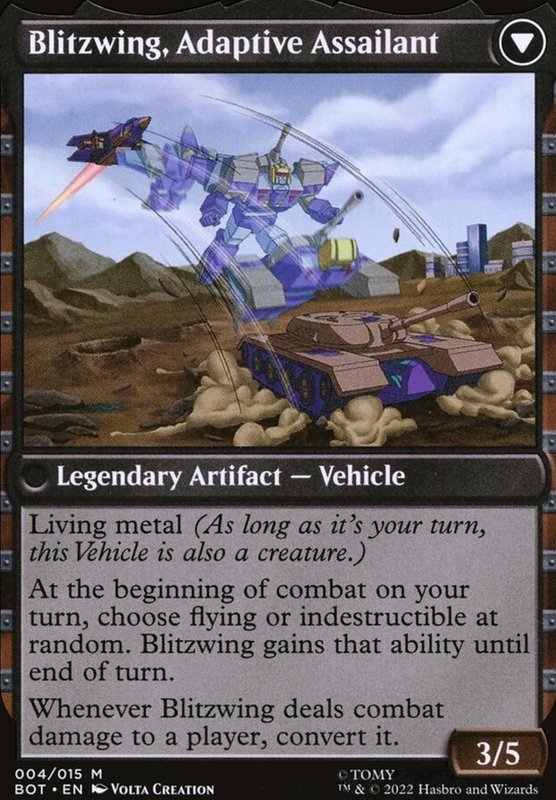 Blitzwing, Adaptive Assailant
Legendary Artifact — Vehicle
Living metal (As long as it's your turn,
this Vehicle is also a creature.)
At the beginning of combat on your
turn, choose flying or indestructible at
random. Blitzwing gains that ability until
end of turn.
Whenever Blitzwing deals combat
damage to a player, convert it.
3/5
004/015 M
BOT • EN Volta Creation
© TOMY
™ & © 2022 Hasbro and Wizards